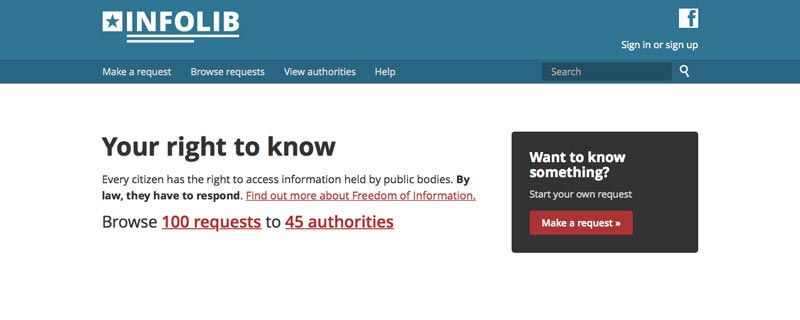 INFOLIB
Sign in or sign up
Make a request Browse requests View authorities Help Search
Your right to know
Every citizen has the right to access information held by public bodies. By
law, they have to respond. Find out more about Freedom of Information.
Browse 100 requests to 45 authorities
Want to know
something?
Start your own request
Make a request »